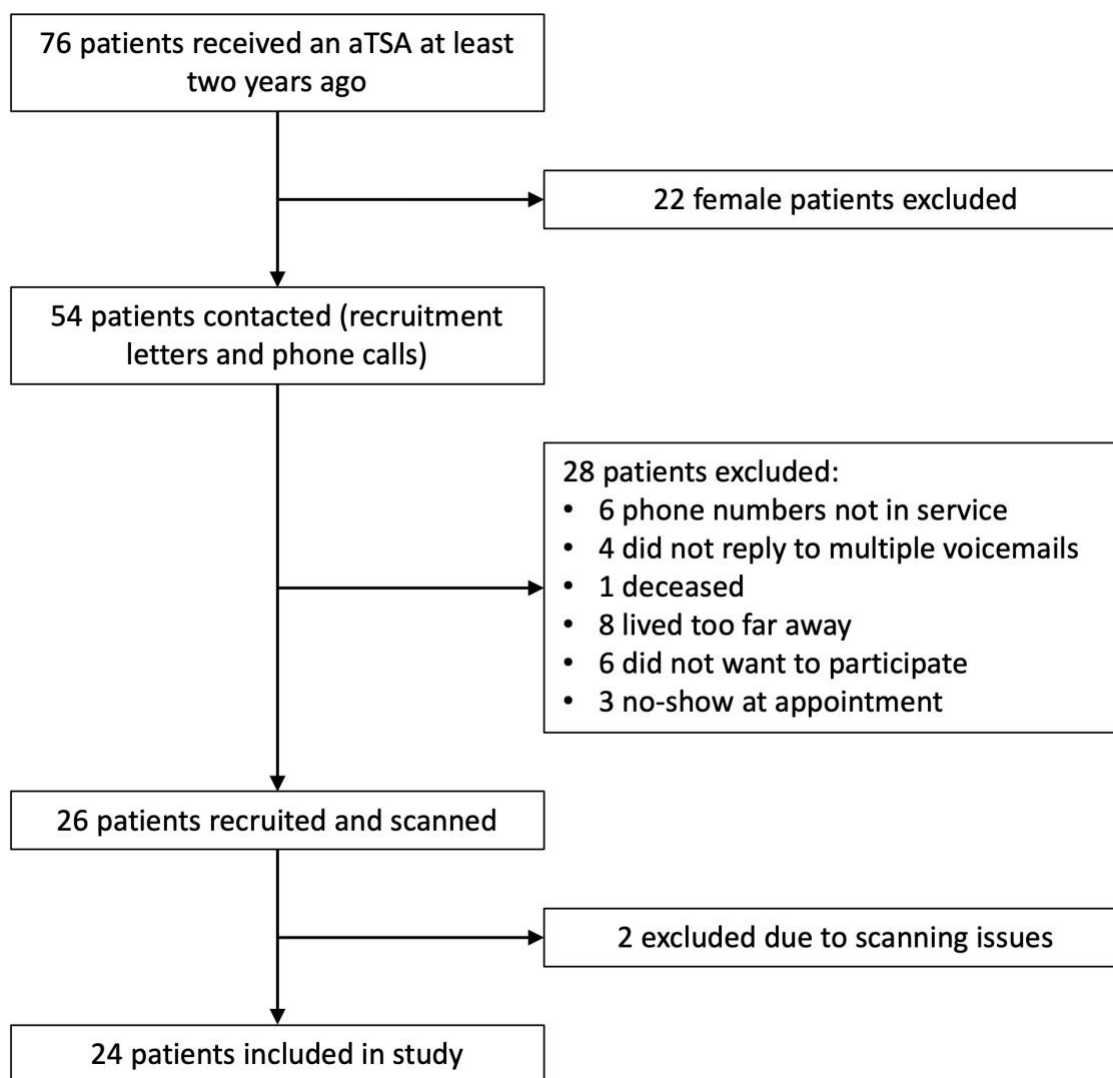 76 patients received an aTSA at least
two years ago
22 female patients excluded
54 patients contacted (recruitment
letters and phone calls)
28 patients excluded:
• 6 phone numbers not in service
• 4 did not reply to multiple voicemails
• 1 deceased
• 8 lived too far away
• 6 did not want to participate
• 3 no-show at appointment
26 patients recruited and scanned
2 excluded due to scanning issues
24 patients included in study